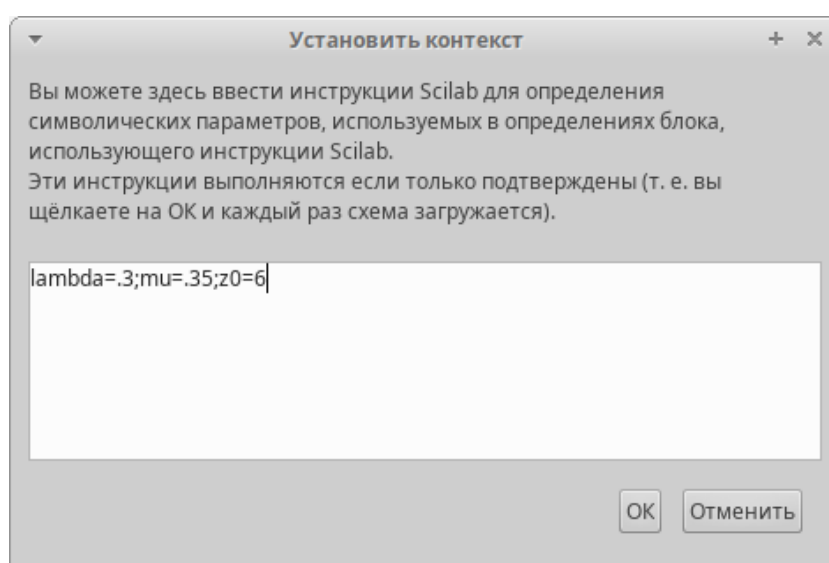 Установить контекст
Вы можете здесь ввести инструкции Scilab для определения
символических параметров, используемых в определениях блока,
использующего инструкции Scilab.
Эти инструкции выполняются если только подтверждены (т. е. вы
щёлкаете на ОК и каждый раз схема загружается).
lambda=.3;mu=.35;z0=6
ОК
Отменить